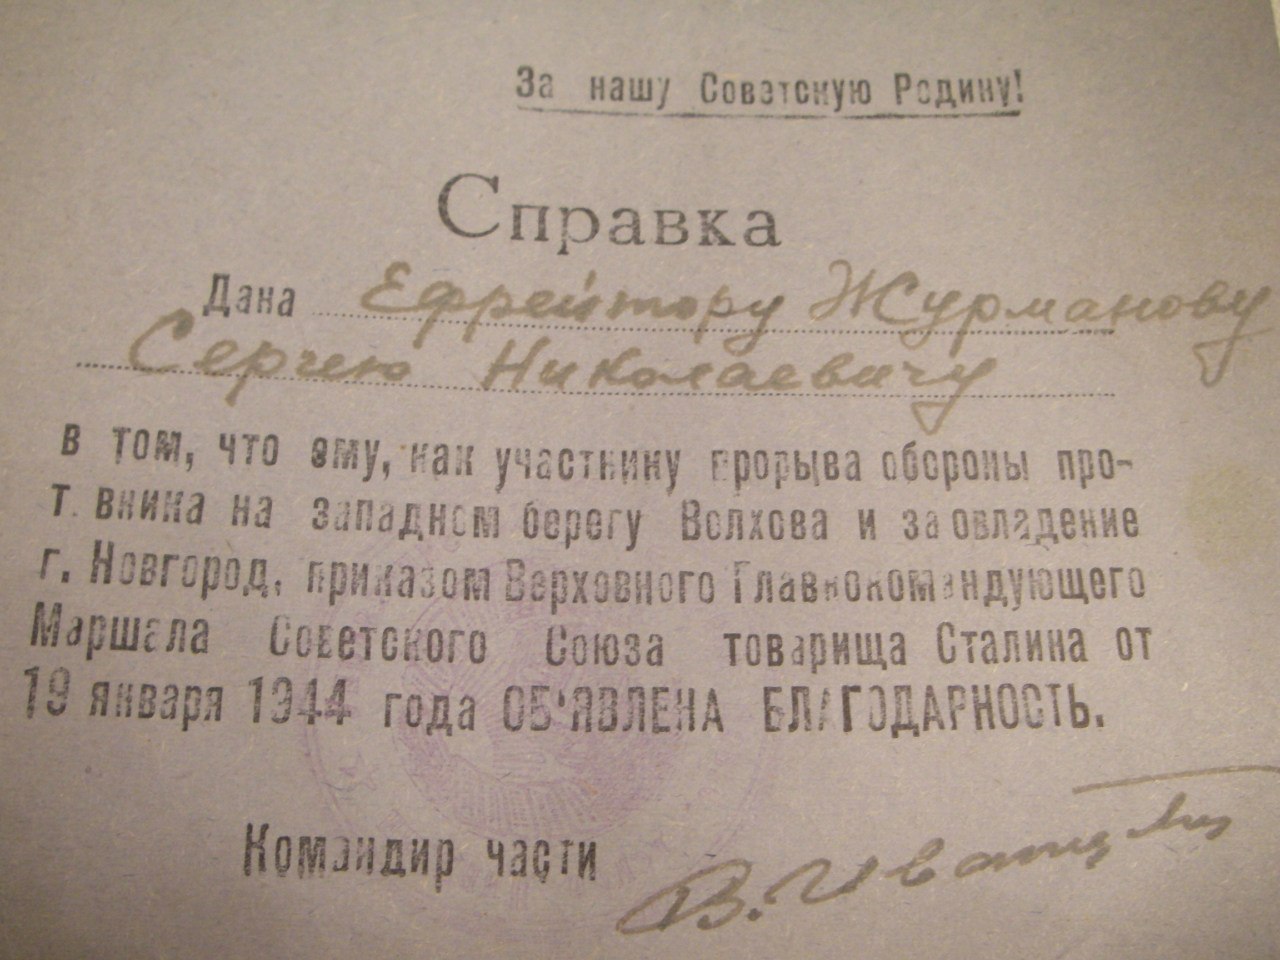 За нашу Советскую Родину!
Справка
Дана Ефрейтору Журманову
Сергею Николаевичу
в том, что ему, как участнику прорыва обороны про-
тивника на западном берегу Волхова и за овладение
г. Новгород, приказом Верховного Главнокомандующего
Маршала Советского Союза товарища Сталина от
19 января 1944 года ОБ'ЯВЛЕНА БЛАГОДАРНОСТЬ.
Командир части